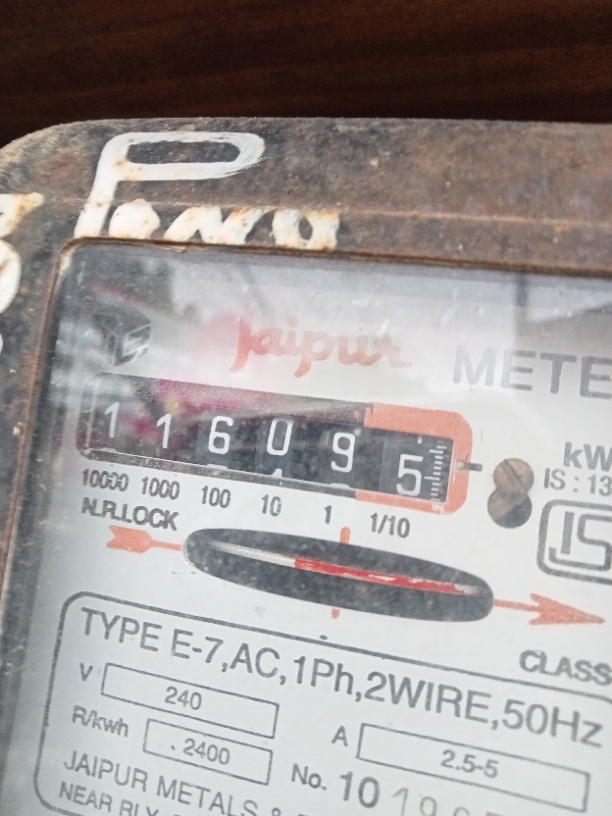 Jaipur METE
kW
IS : 13
1 1 6 0 9 5
10000 1000 100 10 1 1/10
N.R.LOCK
CLASS
TYPE E-7,AC,1Ph,2WIRE,50Hz
V 240
A 2.5-5
R/kwh . 2400
No. 10
JAIPUR METALS &
NEAR RLY